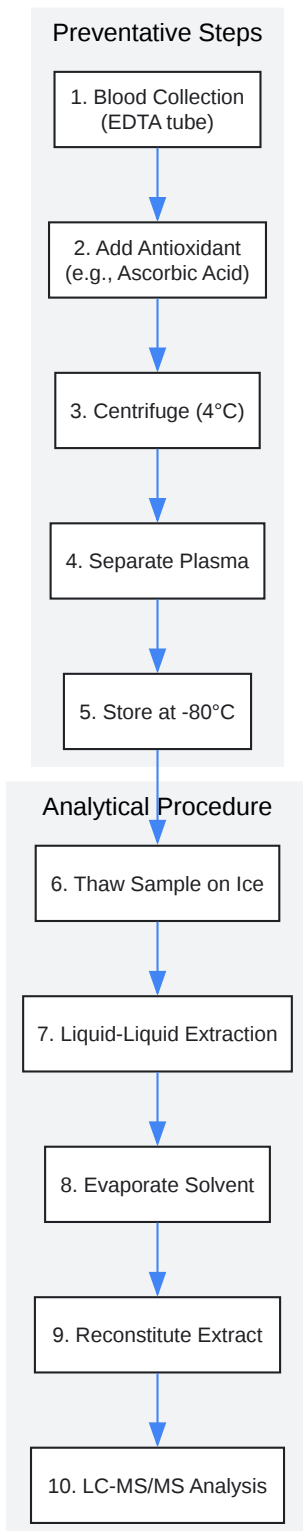 Preventative Steps
1. Blood Collection
(EDTA tube)
2. Add Antioxidant
(e.g., Ascorbic Acid)
3. Centrifuge (4°C)
4. Separate Plasma
5. Store at -80°C
Analytical Procedure
6. Thaw Sample on Ice
7. Liquid-Liquid Extraction
8. Evaporate Solvent
9. Reconstitute Extract
10. LC-MS/MS Analysis